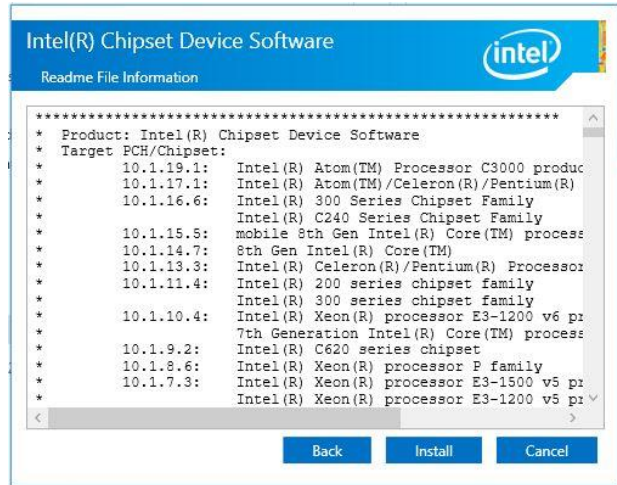 Intel(R) Chipset Device Software
intel
Readme File Information
************************************************************
* Product: Intel(R) Chipset Device Software
* Target PCH/Chipset:
* 10.1.19.1: Intel(R) Atom(TM) Processor C3000 produc
* 10.1.17.1: Intel(R) Atom(TM)/Celeron(R)/Pentium(R)
* 10.1.16.6: Intel(R) 300 Series Chipset Family
* Intel(R) C240 Series Chipset Family
* 10.1.15.5: mobile 8th Gen Intel(R) Core(TM) process
* 10.1.14.7: 8th Gen Intel(R) Core(TM)
* 10.1.13.3: Intel(R) Celeron(R)/Pentium(R) Processor
* 10.1.11.4: Intel(R) 200 series chipset family
* Intel(R) 300 series chipset family
* 10.1.10.4: Intel(R) Xeon(R) processor E3-1200 v6 pr
* 7th Generation Intel(R) Core(TM) process
* 10.1.9.2: Intel(R) C620 series chipset
* 10.1.8.6: Intel(R) Xeon(R) processor P family
* 10.1.7.3: Intel(R) Xeon(R) processor E3-1500 v5 pr
* Intel(R) Xeon(R) processor E3-1200 v5 pr
Back Install Cancel